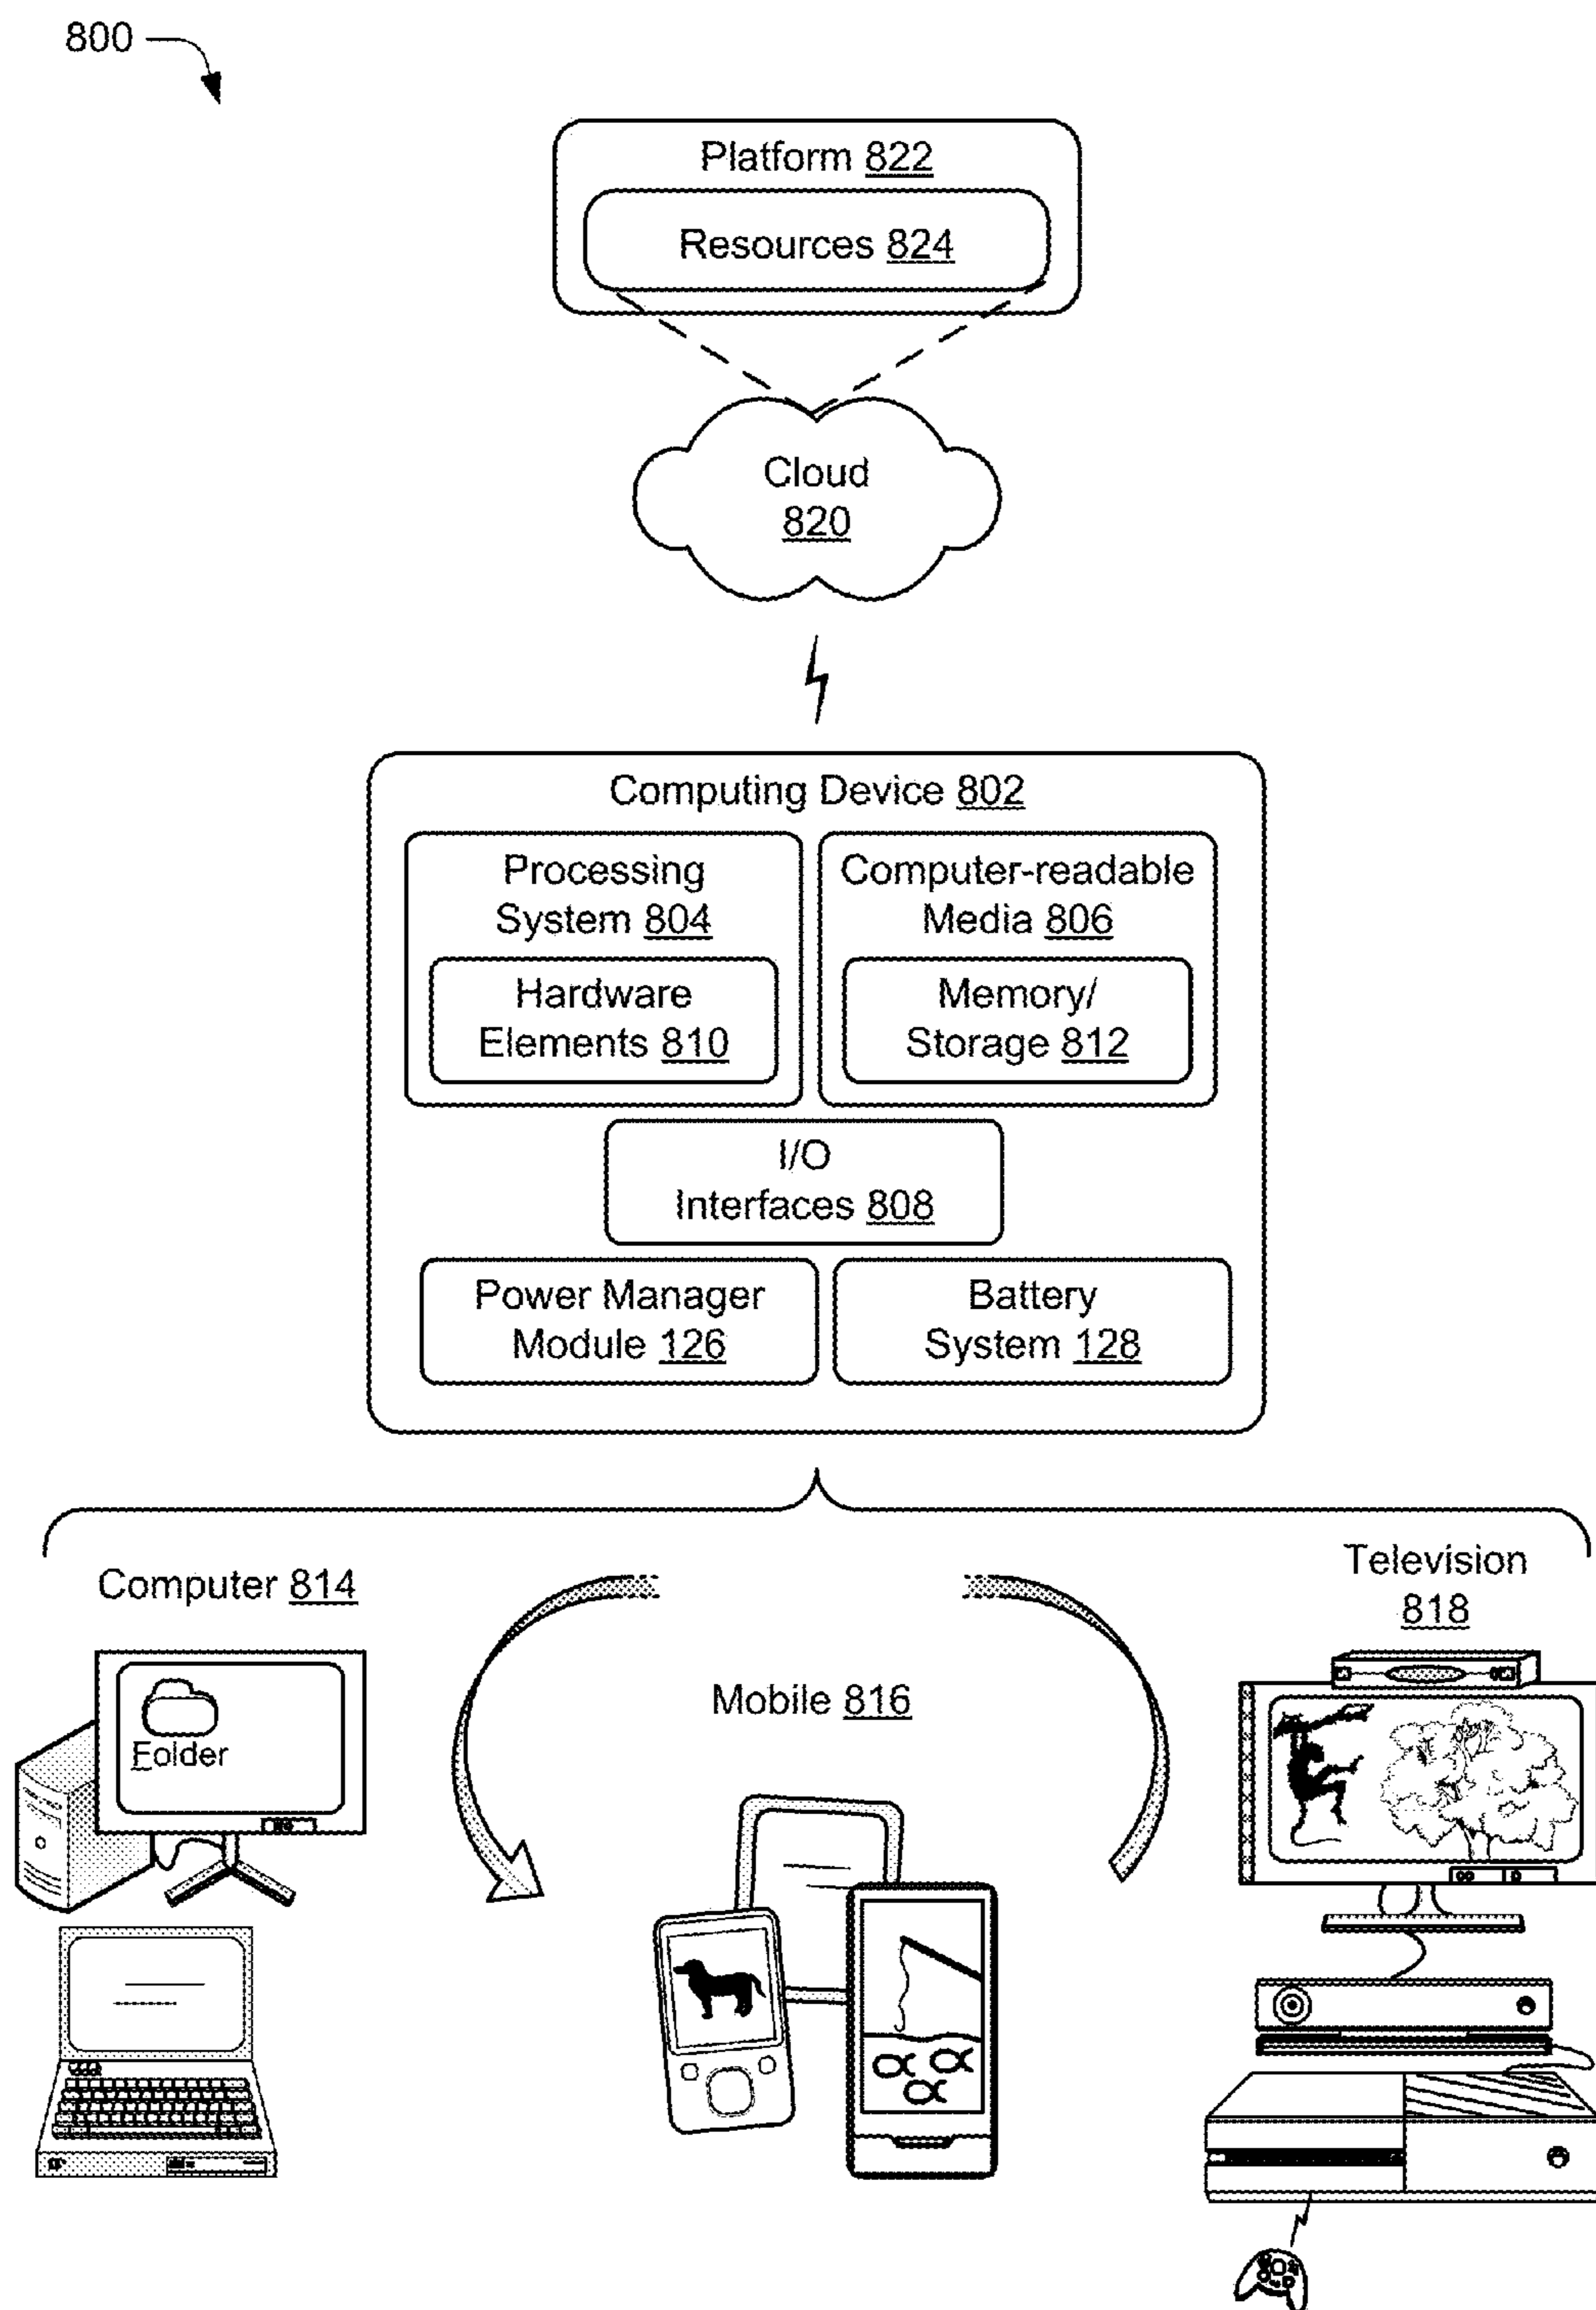 800
Platform 822
Resources 824
Cloud
820
Computing Device 802
Processing
System 804
Computer-readable
Media 806
Hardware
Elements 810
Memory/
Storage 812
I/O
Interfaces 808
Power Manager
Module 126
Battery
System 128
Computer 814
Folder
Mobile 816
Television
818